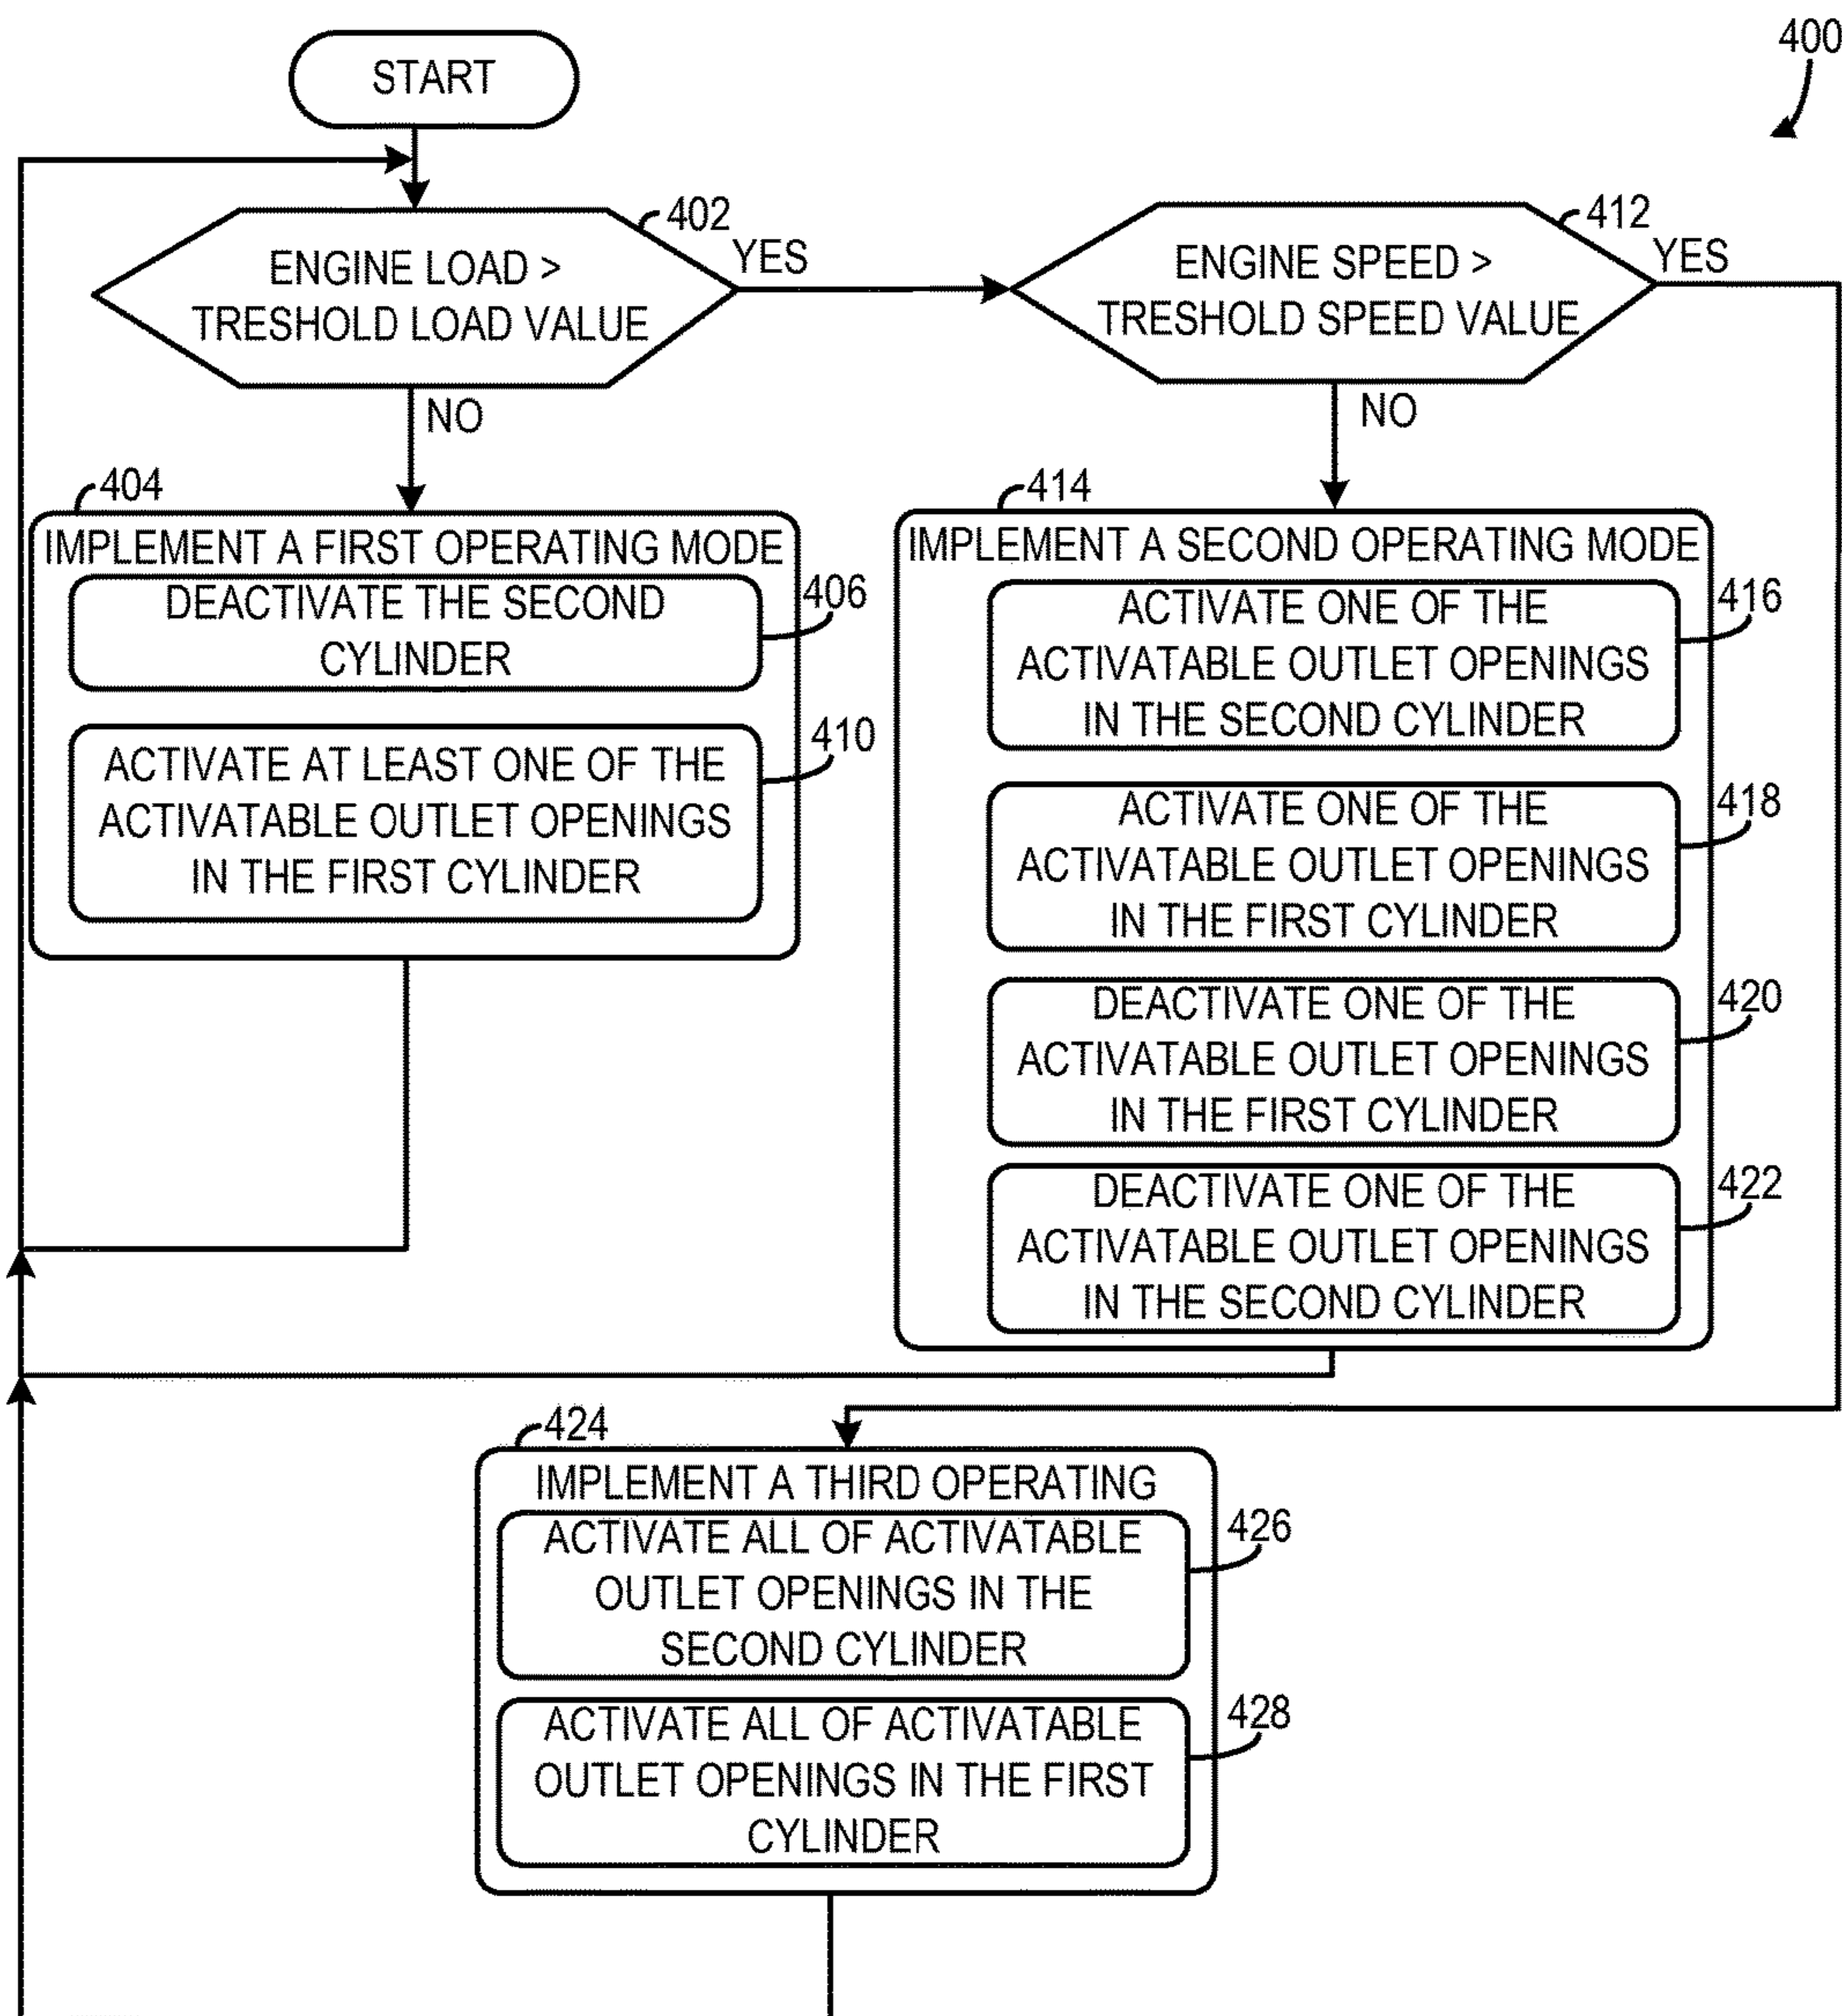 400
START
402
ENGINE LOAD >
TRESHOLD LOAD VALUE
YES
NO
412
ENGINE SPEED >
TRESHOLD SPEED VALUE
YES
NO
404
IMPLEMENT A FIRST OPERATING MODE
DEACTIVATE THE SECOND
CYLINDER
406
ACTIVATE AT LEAST ONE OF THE
ACTIVATABLE OUTLET OPENINGS
IN THE FIRST CYLINDER
410
414
IMPLEMENT A SECOND OPERATING MODE
ACTIVATE ONE OF THE
ACTIVATABLE OUTLET OPENINGS
IN THE SECOND CYLINDER
416
ACTIVATE ONE OF THE
ACTIVATABLE OUTLET OPENINGS
IN THE FIRST CYLINDER
418
DEACTIVATE ONE OF THE
ACTIVATABLE OUTLET OPENINGS
IN THE FIRST CYLINDER
420
DEACTIVATE ONE OF THE
ACTIVATABLE OUTLET OPENINGS
IN THE SECOND CYLINDER
422
424
IMPLEMENT A THIRD OPERATING
ACTIVATE ALL OF ACTIVATABLE
OUTLET OPENINGS IN THE
SECOND CYLINDER
426
ACTIVATE ALL OF ACTIVATABLE
OUTLET OPENINGS IN THE FIRST
CYLINDER
428